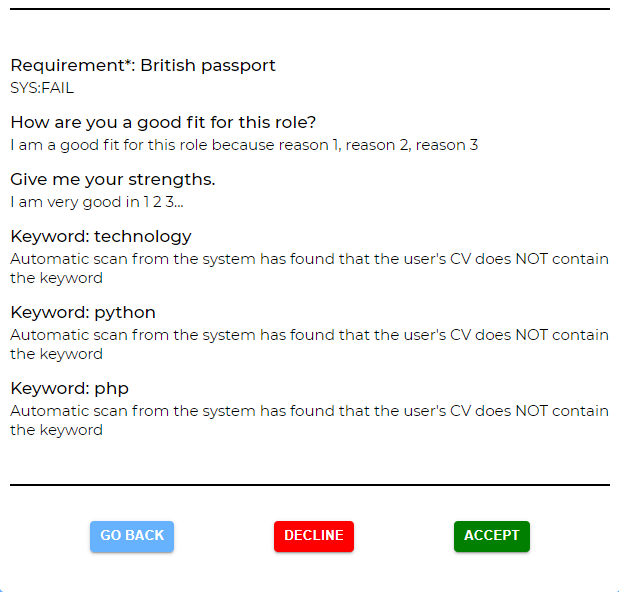 Requirement*: British passport
SYS:FAIL
How are you a good fit for this role?
I am a good fit for this role because reason 1, reason 2, reason 3
Give me your strengths.
I am very good in 1 2 3...
Keyword: technology
Automatic scan from the system has found that the user's CV does NOT contain
the keyword
Keyword: python
Automatic scan from the system has found that the user's CV does NOT contain
the keyword
Keyword: php
Automatic scan from the system has found that the user's CV does NOT contain
the keyword
GO BACK DECLINE ACCEPT